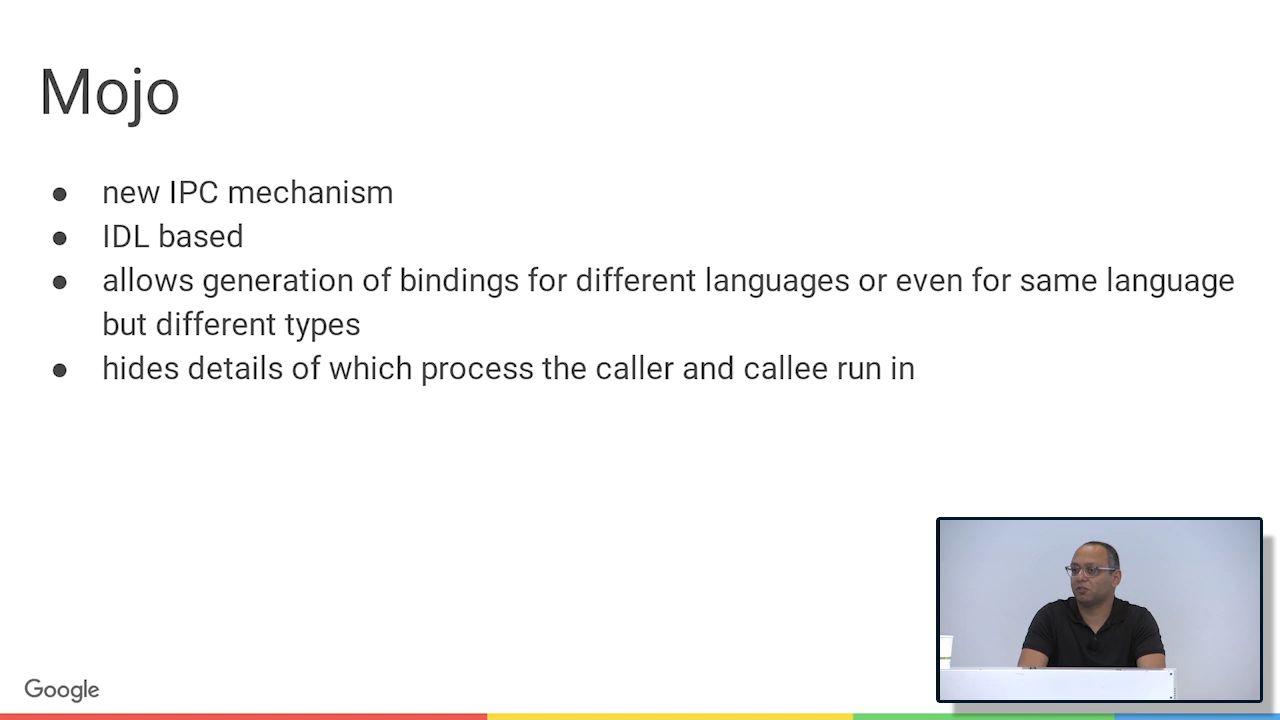 Mojo
● new IPC mechanism
● IDL based
● allows generation of bindings for different languages or even for same language
but different types
● hides details of which process the caller and callee run in
Google